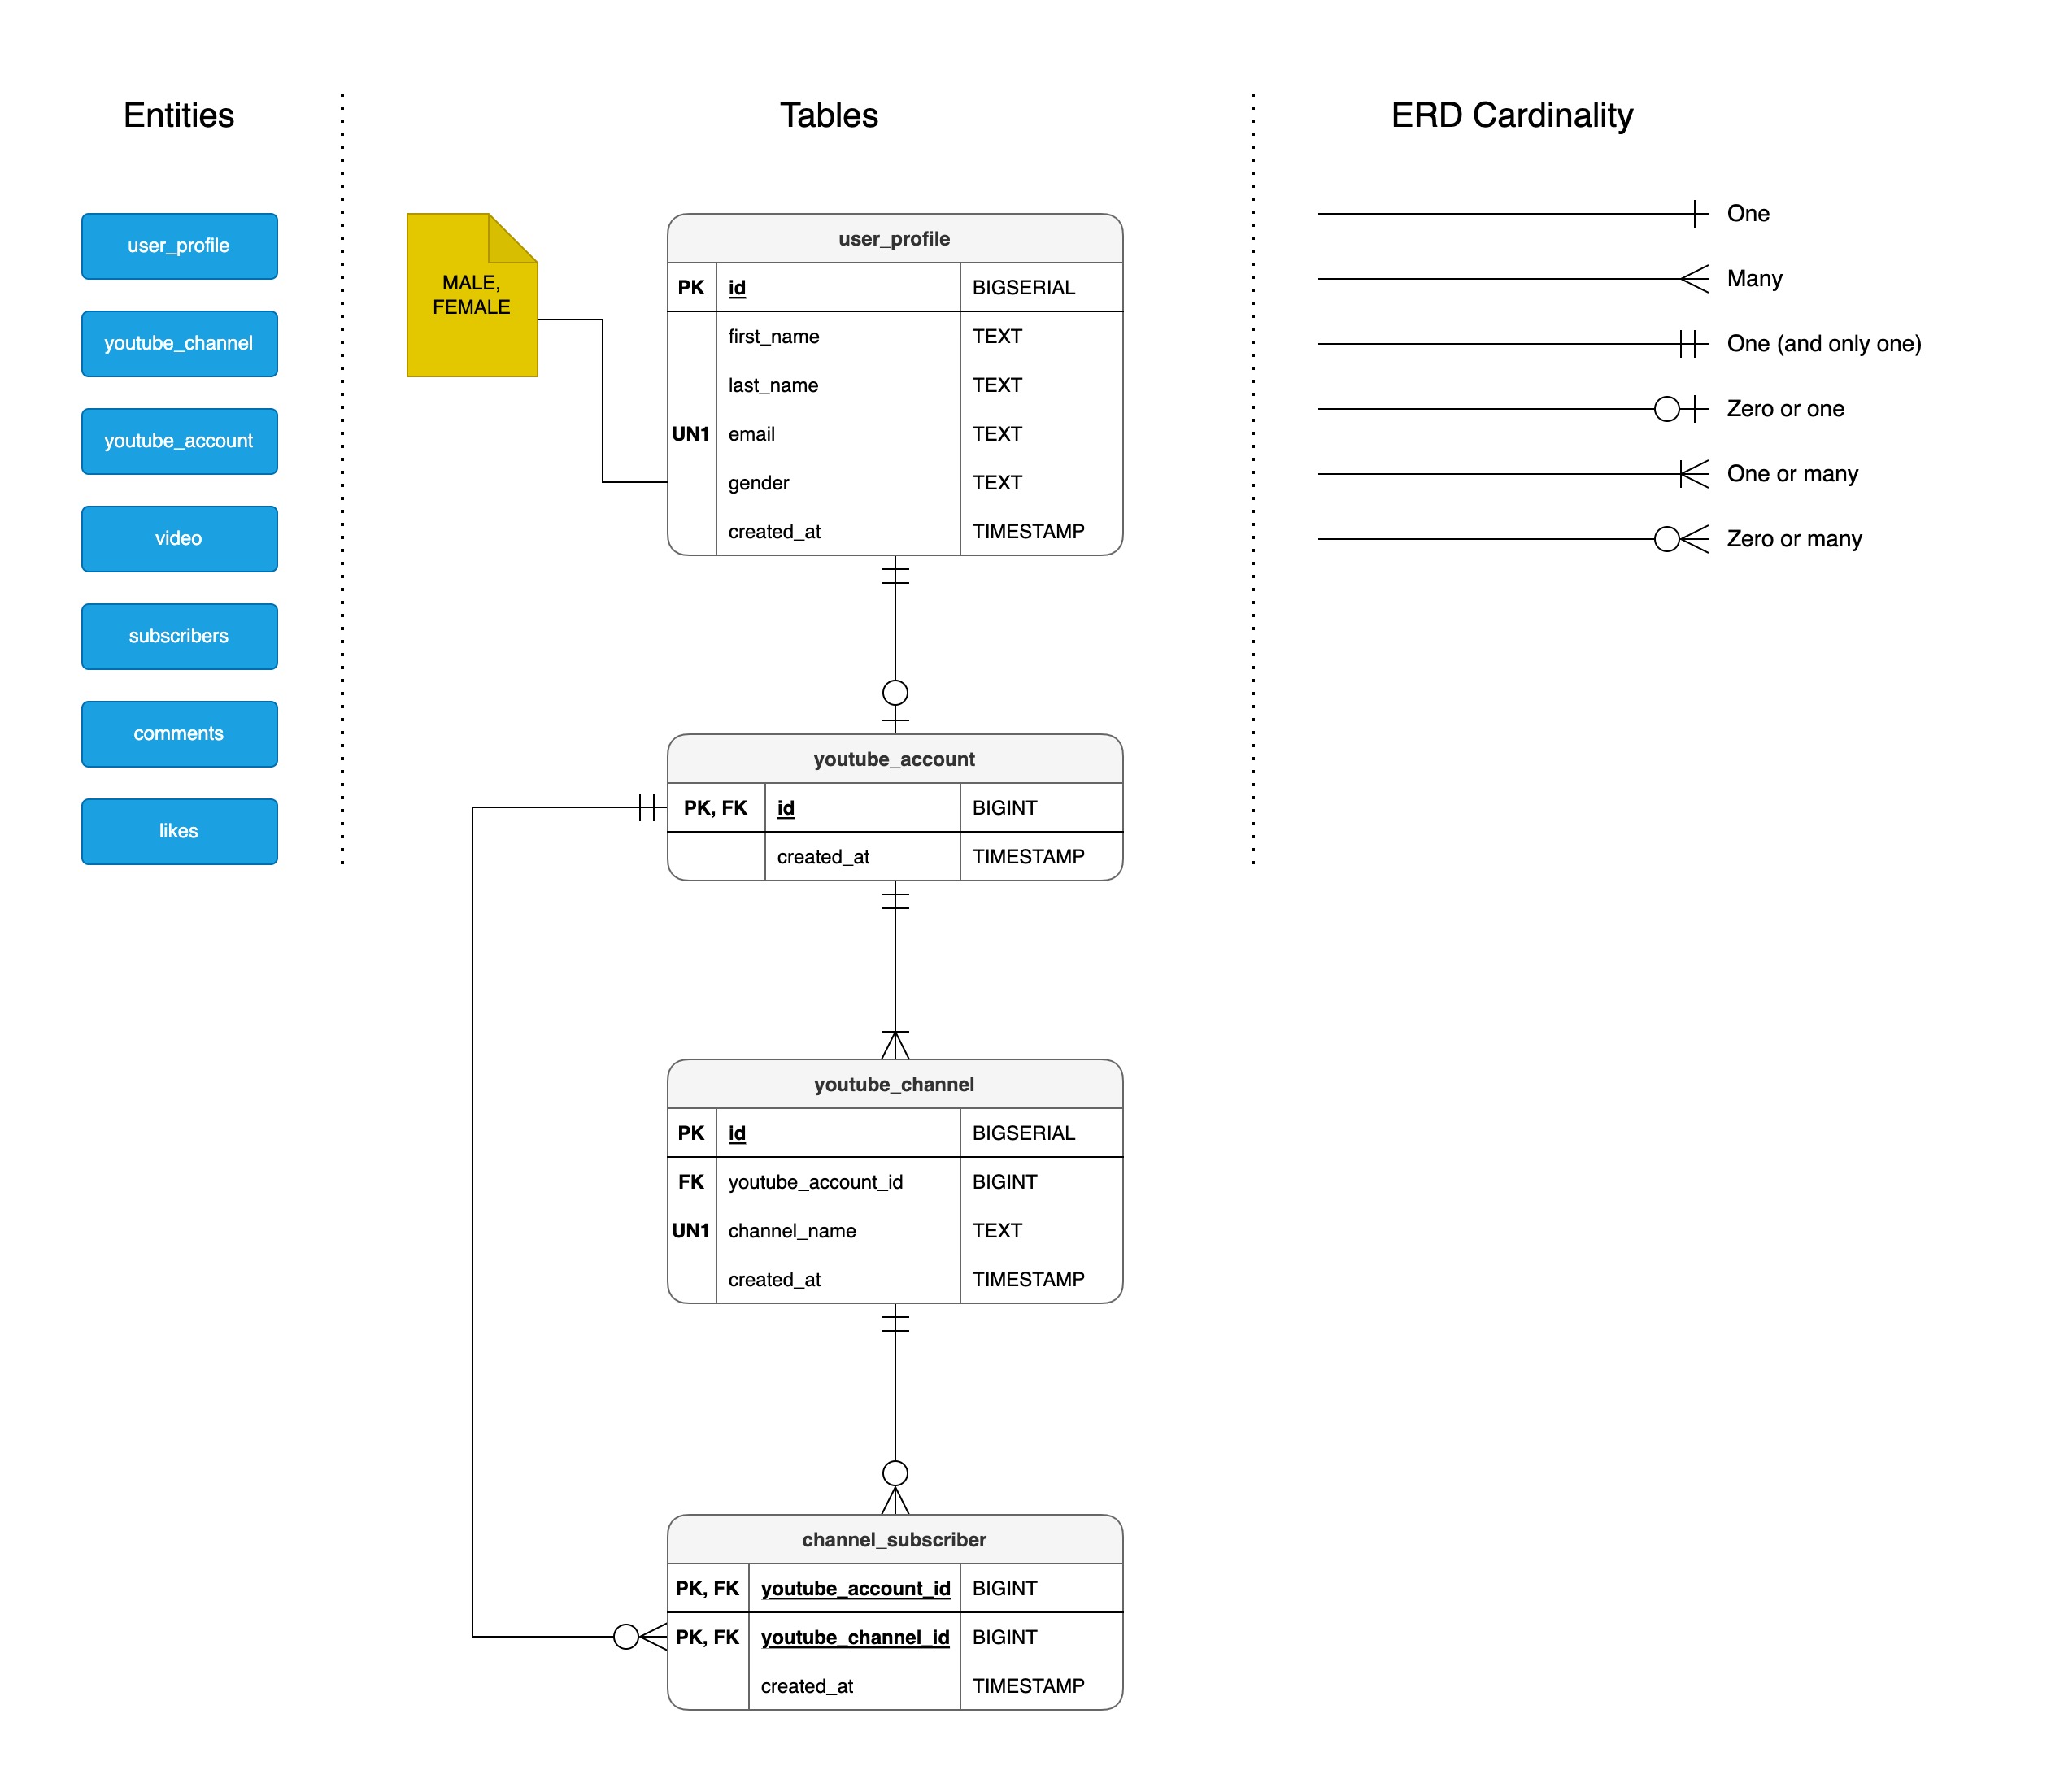 Entities
user_profile
youtube_channel
youtube_account
video
subscribers
comments
likes
Tables
MALE,
FEMALE
user_profile
PK id BIGSERIAL
first_name TEXT
last_name TEXT
UN1 email TEXT
gender TEXT
created_at TIMESTAMP
youtube_account
PK, FK id BIGINT
created_at TIMESTAMP
youtube_channel
PK id BIGSERIAL
FK youtube_account_id BIGINT
UN1 channel_name TEXT
created_at TIMESTAMP
channel_subscriber
PK, FK youtube_account_id BIGINT
PK, FK youtube_channel_id BIGINT
created_at TIMESTAMP
ERD Cardinality
One
Many
One (and only one)
Zero or one
One or many
Zero or many